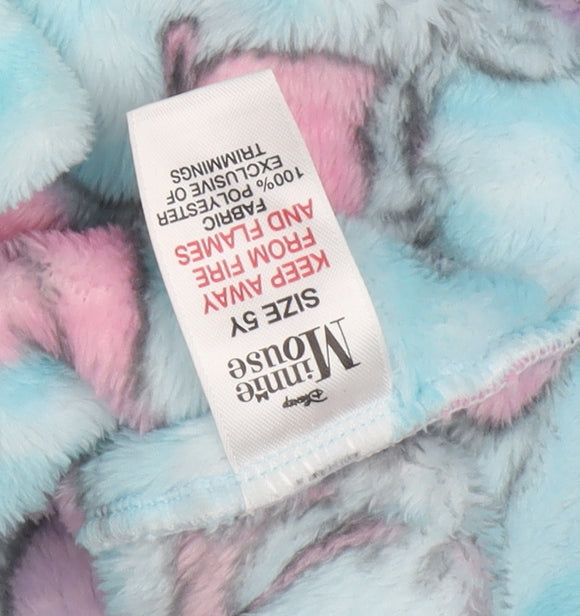 Disney
Minnie
Mouse
SIZE 5Y
KEEP AWAY
FROM FIRE
AND FLAMES
FABRIC
100% POLYESTER
EXCLUSIVE OF
TRIMMINGS